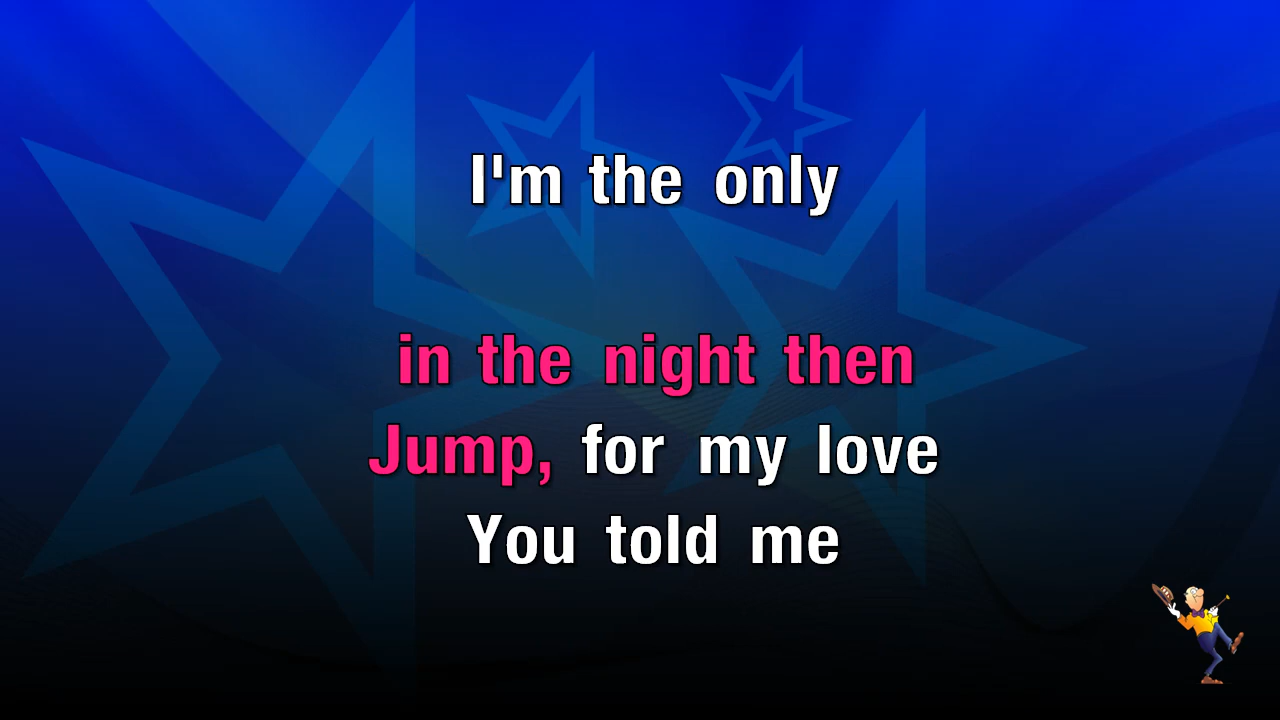 I'm the only
in the night then
Jump, for my love
You told me